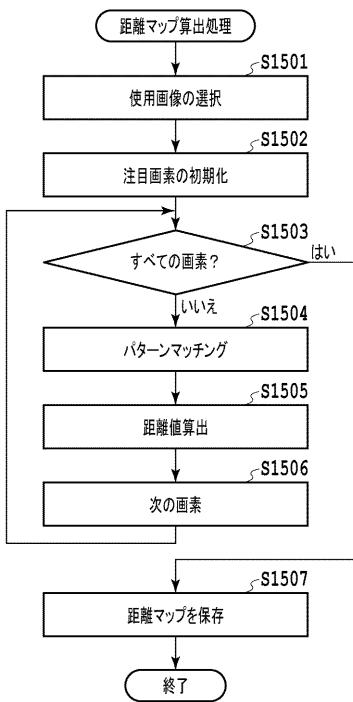 距離マップ算出処理
S1501
使用画像の選択
S1502
注目画素の初期化
S1503
すべての画素？
はい
いいえ
S1504
パターンマッチング
S1505
距離値算出
S1506
次の画素
S1507
距離マップを保存
終了